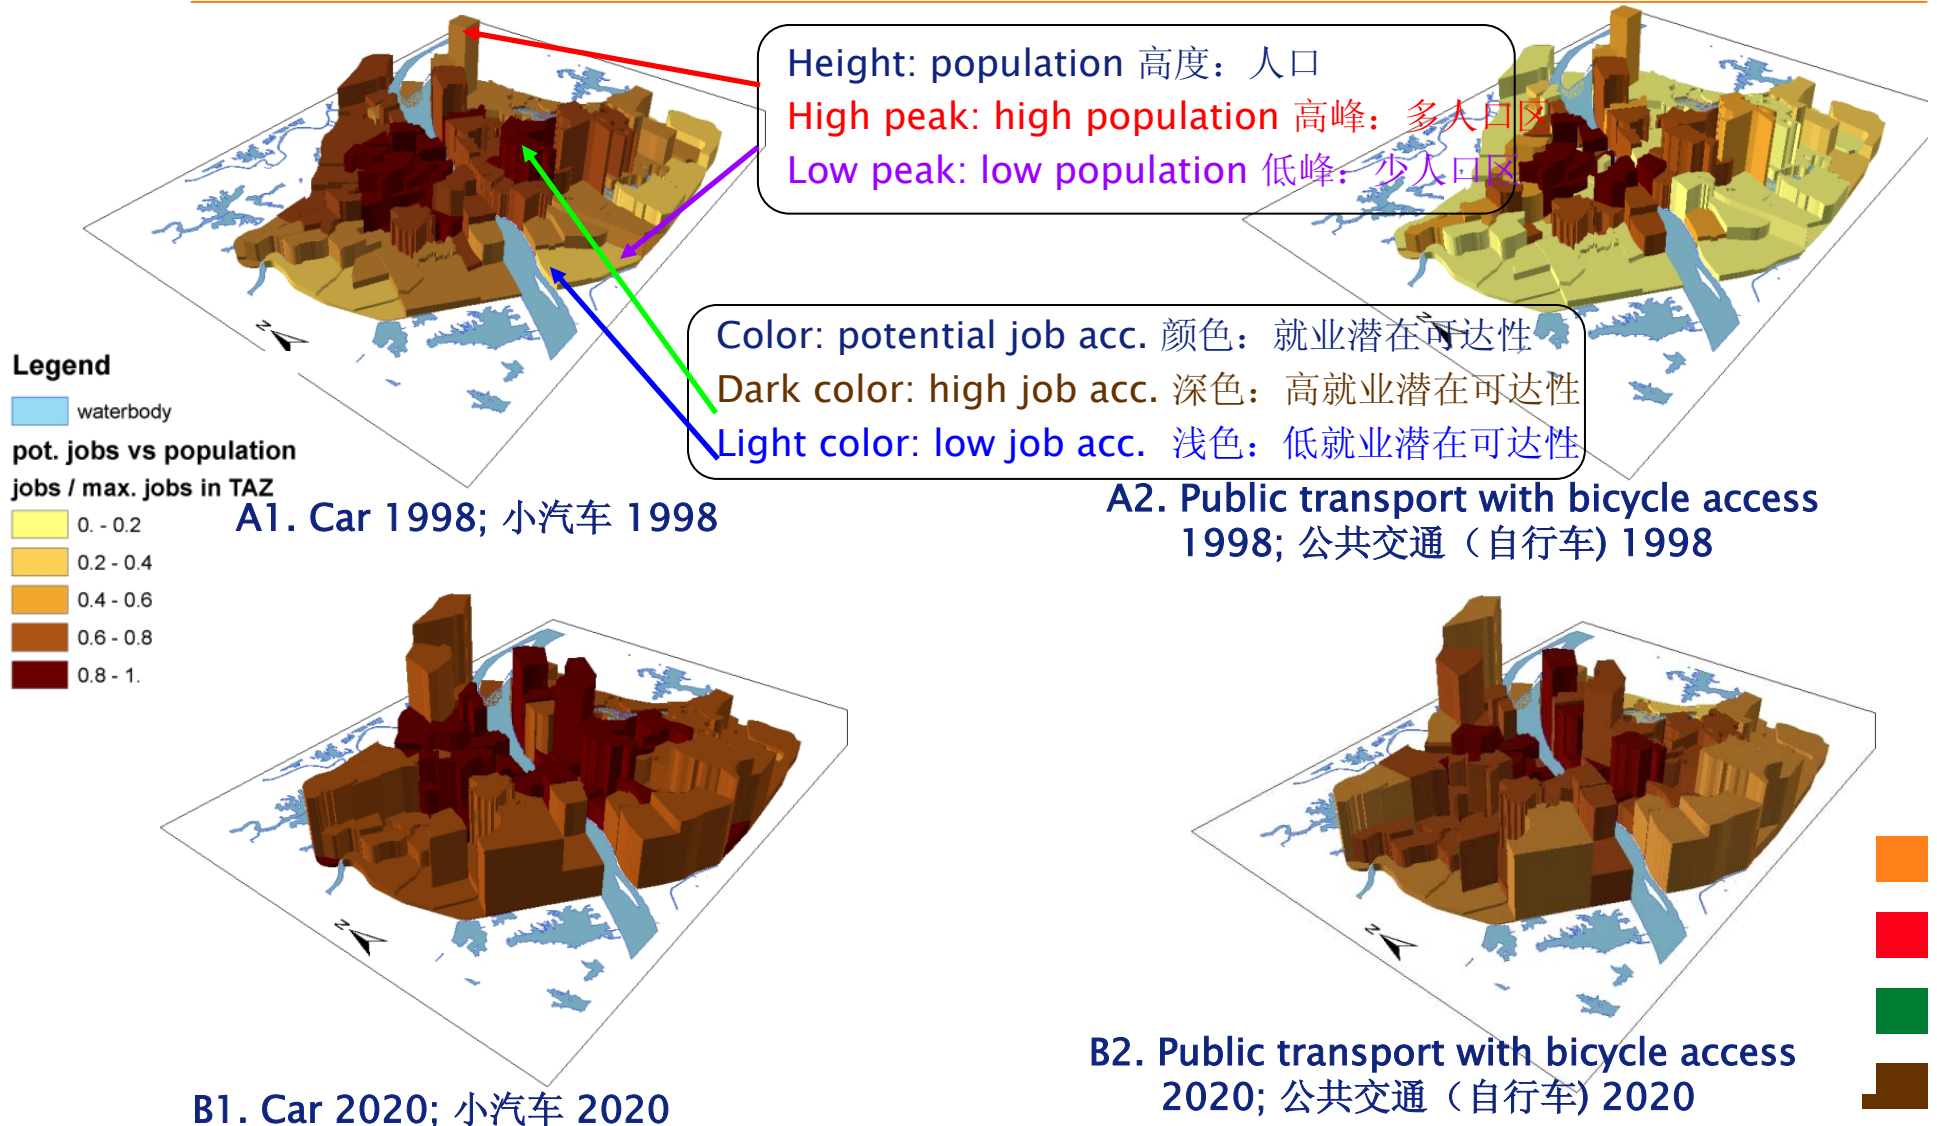 Height: population 高度：人口
High peak: high population 高峰：多人口区
Low peak: low population 低峰：少人口区
Color: potential job acc. 颜色：就业潜在可达性
Dark color: high job acc. 深色：高就业潜在可达性
Light color: low job acc. 浅色：低就业潜在可达性
N
N
Legend
waterbody
pot. jobs vs population
jobs / max. jobs in TAZ
0. - 0.2
0.2 - 0.4
0.4 - 0.6
0.6 - 0.8
0.8 - 1.
A1. Car 1998; 小汽车 1998
A2. Public transport with bicycle access
1998; 公共交通（自行车) 1998
N
N
B1. Car 2020; 小汽车 2020
B2. Public transport with bicycle access
2020; 公共交通（自行车) 2020